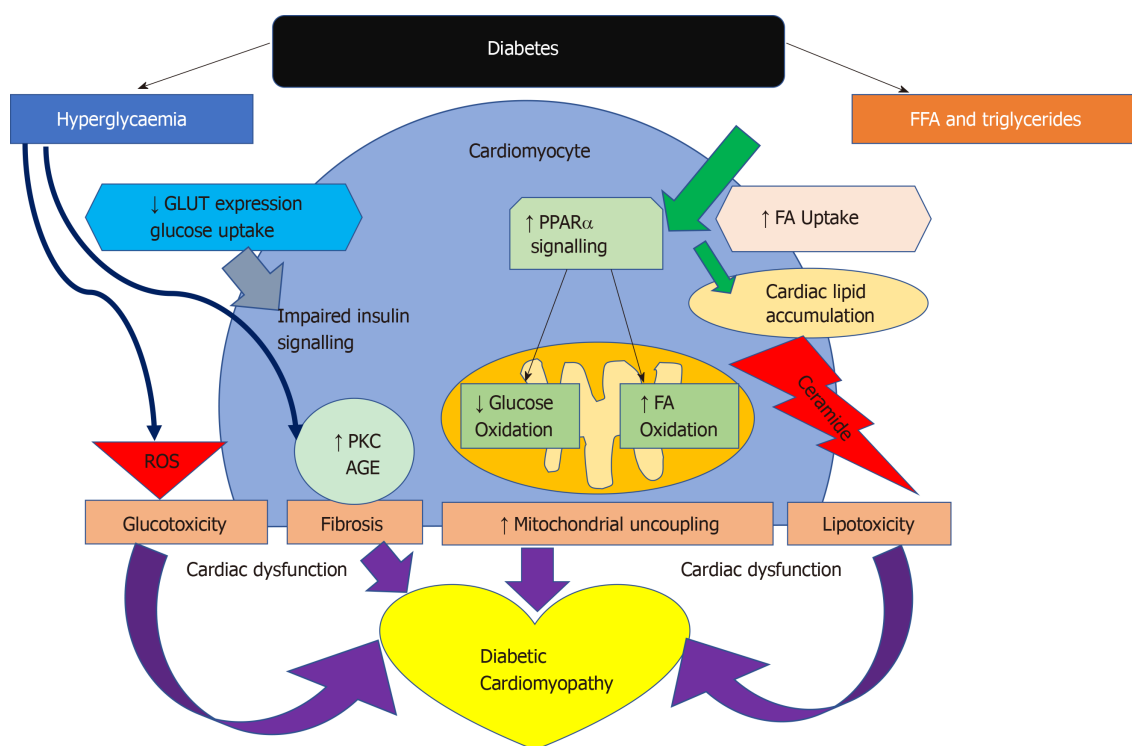 Diabetes
Hyperglycaemia
FFA and triglycerides
Cardiomyocyte
↓ GLUT expression
glucose uptake
↑ PPARα
signalling
↑ FA Uptake
Cardiac lipid
accumulation
Impaired insulin
signalling
Ceramide
↓ Glucose
Oxidation
↑ FA
Oxidation
ROS
↑ PKC
AGE
Glucotoxicity
Fibrosis
↑ Mitochondrial uncoupling
Lipotoxicity
Cardiac dysfunction
Cardiac dysfunction
Diabetic
Cardiomyopathy